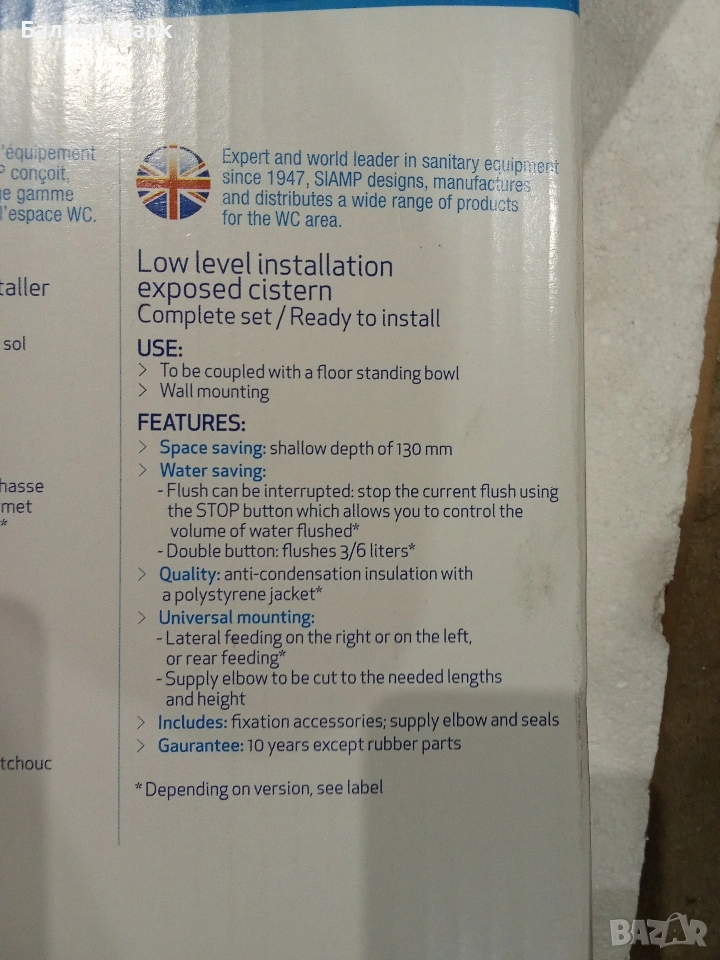 Балкан Марк
'équipement
P conçoit,
ge gamme
l'espace WC.
taller
sol
hasse
met
*
tchouc
Expert and world leader in sanitary equipment
since 1947, SIAMP designs, manufactures
and distributes a wide range of products
for the WC area.
Low level installation
exposed cistern
Complete set / Ready to install
USE:
> To be coupled with a floor standing bowl
> Wall mounting
FEATURES:
> Space saving: shallow depth of 130 mm
> Water saving:
- Flush can be interrupted: stop the current flush using
the STOP button which allows you to control the
volume of water flushed*
- Double button: flushes 3/6 liters*
> Quality: anti-condensation insulation with
a polystyrene jacket*
> Universal mounting:
- Lateral feeding on the right or on the left,
or rear feeding*
- Supply elbow to be cut to the needed lengths
and height
> Includes: fixation accessories; supply elbow and seals
> Gaurantee: 10 years except rubber parts
* Depending on version, see label
BAZAR